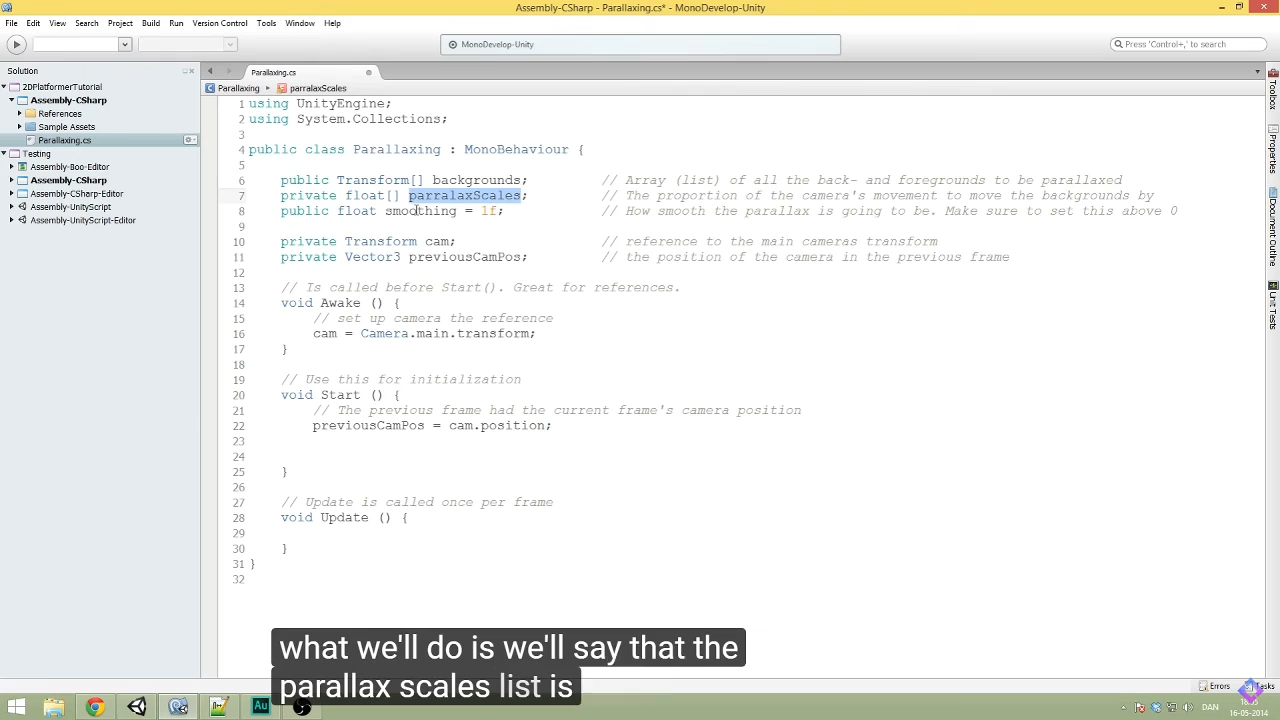 Assembly-CSharp - Parallaxing.cs* - MonoDevelop-Unity
File Edit View Search Project Build Run Version Control Tools Window Help
MonoDevelop-Unity
Press 'Control+,' to search
Solution
2DPlatformerTutorial
Assembly-CSharp
References
Sample Assets
Parallaxing.cs
Testing
Assembly-Boo-Editor
Assembly-CSharp
Assembly-CSharp-Editor
Assembly-UnityScript
Assembly-UnityScript-Editor
Parallaxing.cs
Parallaxing parralaxScales
1 using UnityEngine;
2 using System.Collections;
3
4 public class Parallaxing : MonoBehaviour {
5
6 public Transform[] backgrounds; // Array (list) of all the back- and foregrounds to be parallaxed
7 private float[] parralaxScales; // The proportion of the camera's movement to move the backgrounds by
8 public float smoothing = 1f; // How smooth the parallax is going to be. Make sure to set this above 0
9
10 private Transform cam; // reference to the main cameras transform
11 private Vector3 previousCamPos; // the position of the camera in the previous frame
12
13 // Is called before Start(). Great for references.
14 void Awake () {
15 // set up camera the reference
16 cam = Camera.main.transform;
17 }
18
19 // Use this for initialization
20 void Start () {
21 // The previous frame had the current frame's camera position
22 previousCamPos = cam.position;
23
24
25 }
26
27 // Update is called once per frame
28 void Update () {
29
30 }
31 }
32
Toolbox
Properties
Document Outline
Unit Tests
what we'll do is we'll say that the
parallax scales list is
Errors Tasks
Au
DAN
16-05-2014